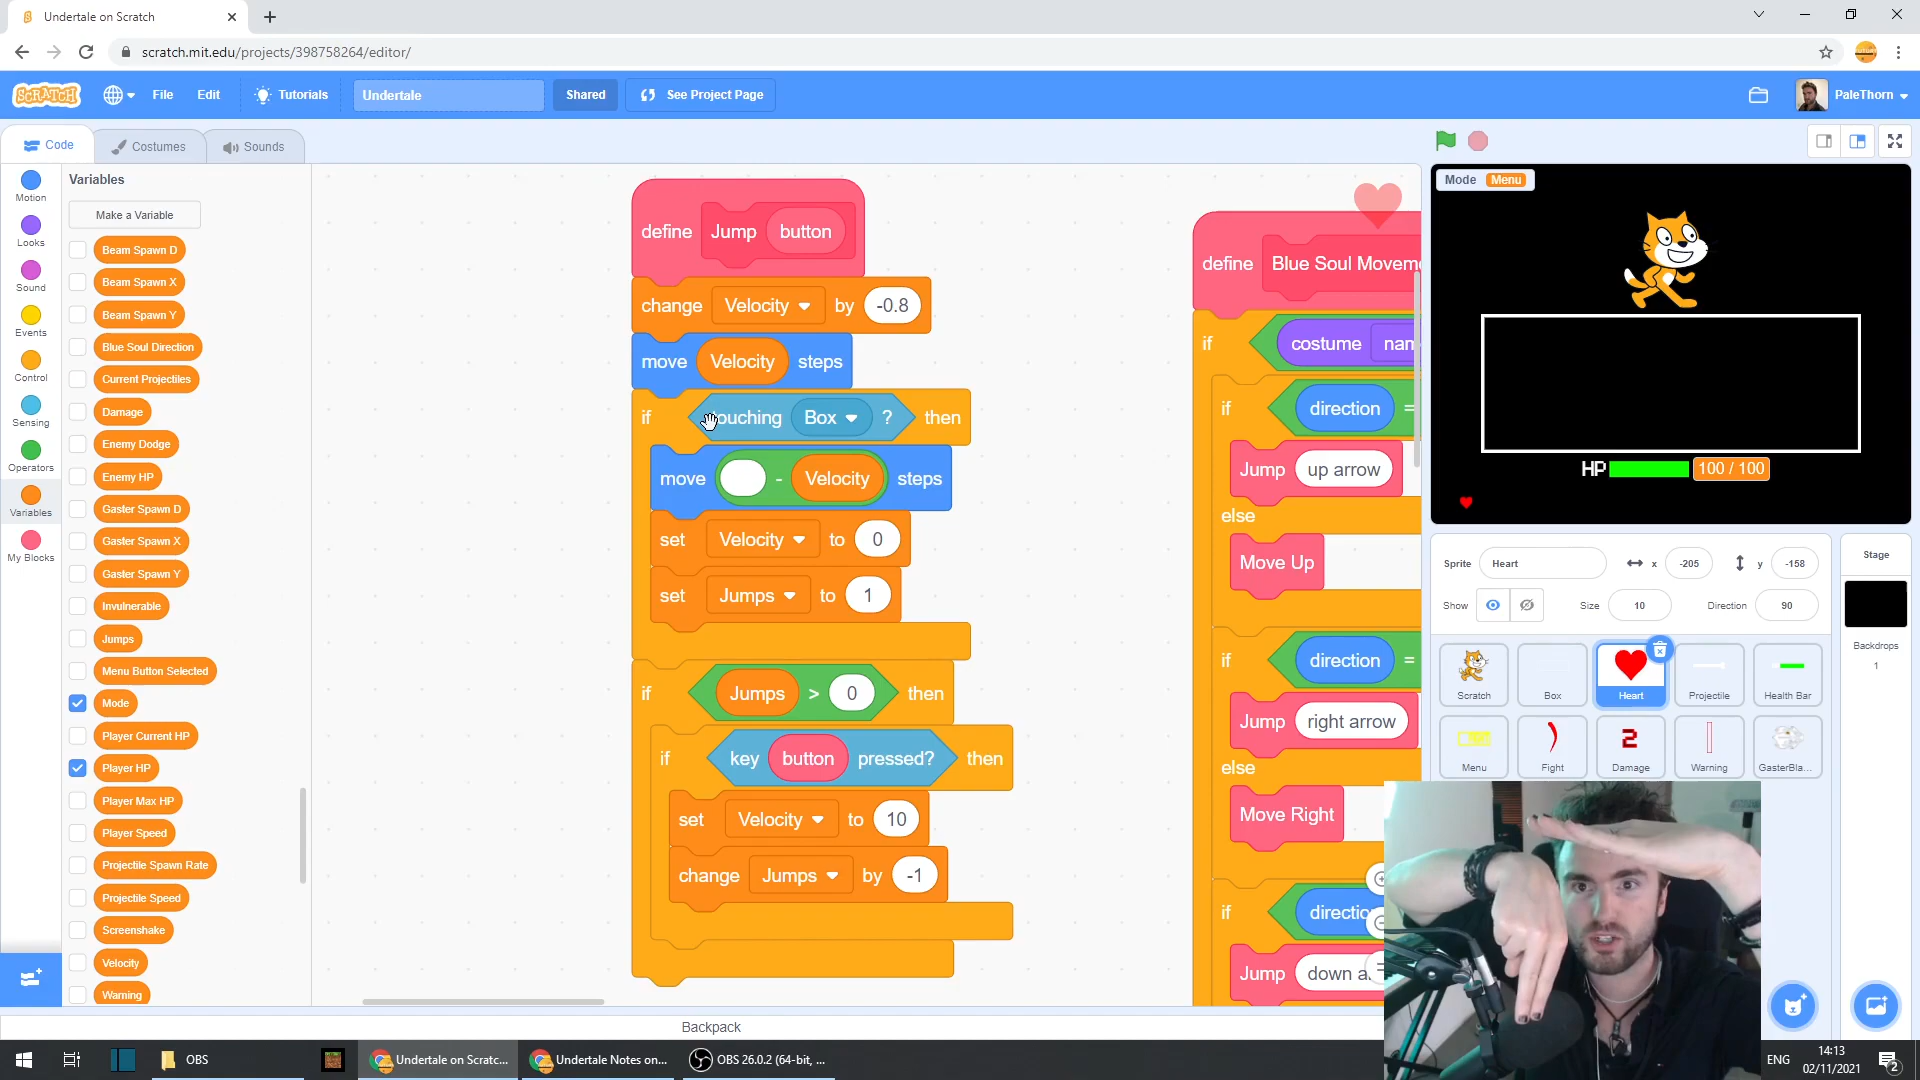 Undertale on Scratch
scratch.mit.edu/projects/398758264/editor/
SCRATCH
File
Edit
Tutorials
Undertale
Shared
See Project Page
PaleThorn
Code
Costumes
Sounds
Motion
Looks
Sound
Events
Control
Sensing
Operators
Variables
My Blocks
Variables
Make a Variable
Beam Spawn D
Beam Spawn X
Beam Spawn Y
Blue Soul Direction
Current Projectiles
Damage
Enemy Dodge
Enemy HP
Gaster Spawn D
Gaster Spawn X
Gaster Spawn Y
Invulnerable
Jumps
Menu Button Selected
Mode
Player Current HP
Player HP
Player Max HP
Player Speed
Projectile Spawn Rate
Projectile Speed
Screenshake
Velocity
Warning
define Jump button
change Velocity by -0.8
move Velocity steps
if touching Box ? then
move - Velocity steps
set Velocity to 0
set Jumps to 1
if Jumps > 0 then
if key button pressed? then
set Velocity to 10
change Jumps by -1
define Blue Soul Movem
if costume nam
if direction =
Jump up arrow
else
Move Up
if direction =
Jump right arrow
else
Move Right
if directio
Jump down a
Mode Menu
HP 100 / 100
Sprite Heart x -205 y -158
Show Size 10 Direction 90
Scratch
Box
Heart
Projectile
Health Bar
Menu
Fight
2
Damage
Warning
GasterBla...
Stage
Backdrops
1
Backpack
OBS
Undertale on Scratc...
Undertale Notes on...
OBS 26.0.2 (64-bit, ...
ENG
14:13
02/11/2021
2